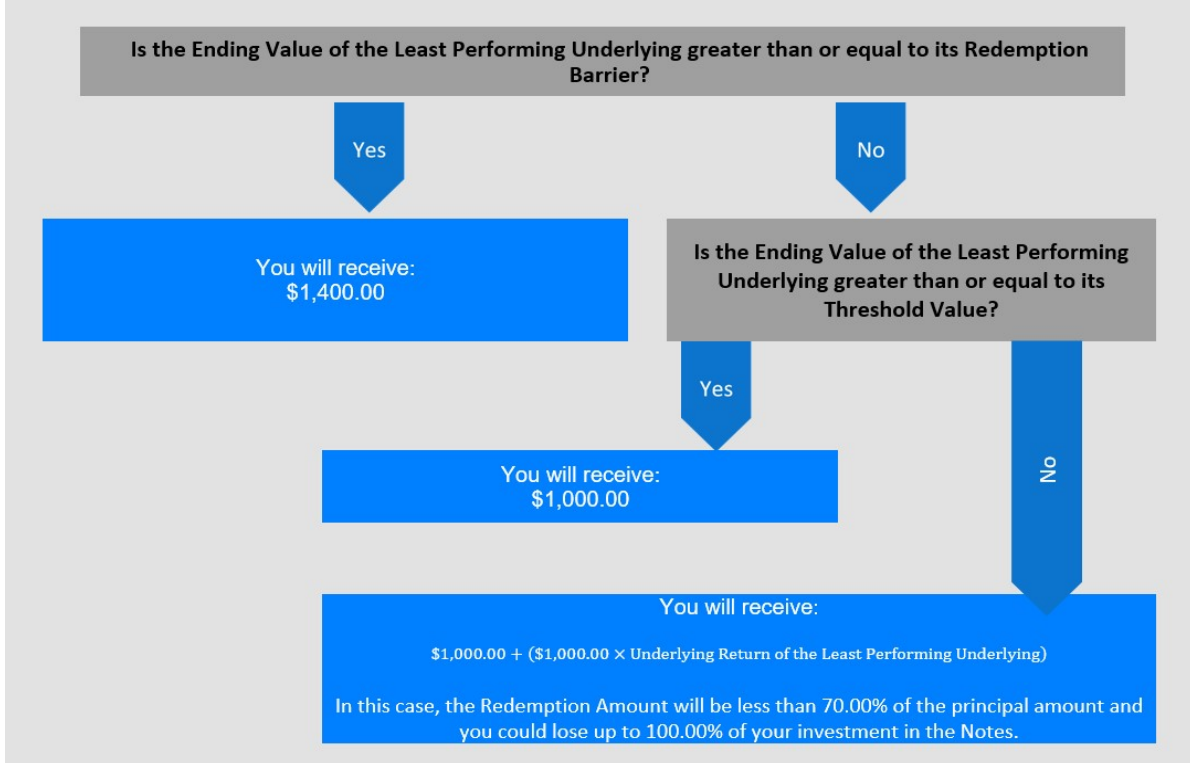 Is the Ending Value of the Least Performing Underlying greater than or equal to its Redemption
Barrier?
Yes
No
You will receive:
$1,400.00
Is the Ending Value of the Least Performing
Underlying greater than or equal to its
Threshold Value?
Yes
No
You will receive:
$1,000.00
You will receive:
$1,000.00 + ($1,000.00 × Underlying Return of the Least Performing Underlying)
In this case, the Redemption Amount will be less than 70.00% of the principal amount and
you could lose up to 100.00% of your investment in the Notes.